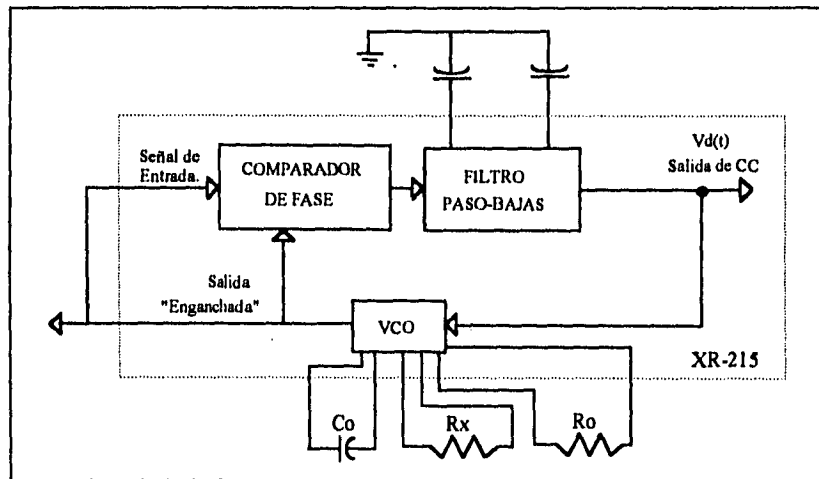 Señal de
Entrada.
COMPARADOR
DE FASE
FILTRO
PASO-BAJAS
Vd(t)
Salida de CC
Salida
"Enganchada"
VCO
XR-215
Co
Rx
Ro